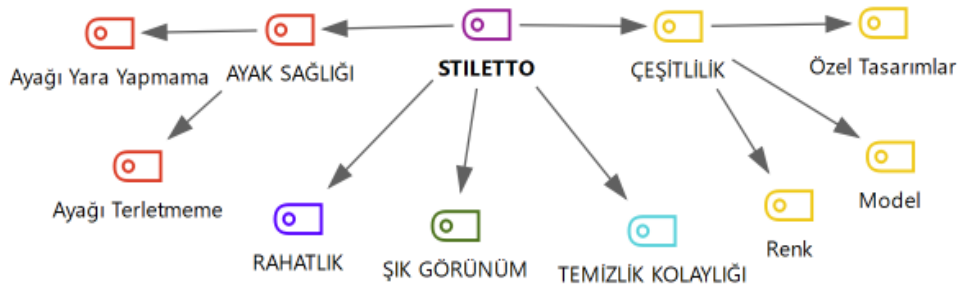 Ayağı Yara Yapmama
AYAK SAĞLIĞI
STILETTO
ÇEŞİTLİLİK
Özel Tasarımlar
Ayağı Terletmeme
RAHATLIK
ŞIK GÖRÜNÜM
TEMİZLİK KOLAYLIĞI
Renk
Model